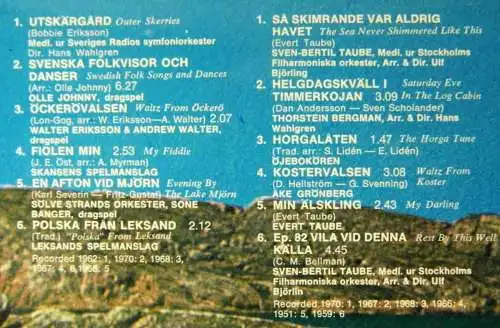 1. UTSKÄRGÅRD Outer Skerries
(Bobbie Eriksson)
Medl. ur Sveriges Radios symfoniorkester
Dir. Hans Wahlgren
2. SVENSKA FOLKVISOR OCH
DANSER Swedish Folk Songs and Dances
(Arr.: Olle Johnny) 6.27
OLLE JOHNNY, dragspel
3. ÖCKERÖVALSEN Waltz From Öckerö
(Lon-Gog, arr. W. Eriksson—A. Walter) 2.07
WALTER ERIKSSON & ANDREW WALTER,
dragspel
4. FIOLEN MIN 2.53 My Fiddle
(J. E. Öst, arr. A. Myrman)
SKANSENS SPELMANSLAG
5. EN AFTON VID MJÖRN Evening By
(Karl Severin — Fritz-Gustaf) The Lake Mjörn
SÖLVE STRANDS ORKESTER, SONE
BANGER, dragspel
6. POLSKA FRÅN LEKSAND 2.12
(Trad.) "Polska" From Leksand
LEKSANDS SPELMANSLAG
Recorded 1962: 1, 1970: 2, 1968: 3,
1967: 4, 6, 1966: 5
1. SÅ SKIMRANDE VAR ALDRIG
HAVET The Sea Never Shimmered Like This
(Evert Taube)
SVEN-BERTIL TAUBE, Medl. ur Stockholms
Filharmoniska orkester, Arr. & Dir. Ulf
Björling
2. HELGDAGSKVÄLL I Saturday Eve
TIMMERKOJAN 3.09 In The Log Cabin
(Dan Andersson — Sven Scholander)
THORSTEIN BERGMAN, Arr. & Dir. Hans
Wahlgren
3. HORGALÅTEN 1.47 The Horga Tune
(Trad. arr.: S. Lidén — E. Lidén)
ÖJEBOKÖREN
4. KOSTERVALSEN 3.08 Waltz From
(D. Hellström — G. Svenning) Koster
ÅKE GRÖNBERG
5. MIN ÄLSKLING 2.43 My Darling
(Evert Taube)
6. Ep. 82 VILA VID DENNA Rest By This Well
KÄLLA 4.45
(C. M. Bellman)
SVEN-BERTIL TAUBE, Medl. ur Stockholms
Filharmoniska orkester, Arr. & Dir. Ulf
Björlin
Recorded 1970: 1, 1967: 2, 1968: 3, 1966: 4,
1951: 5, 1959: 6